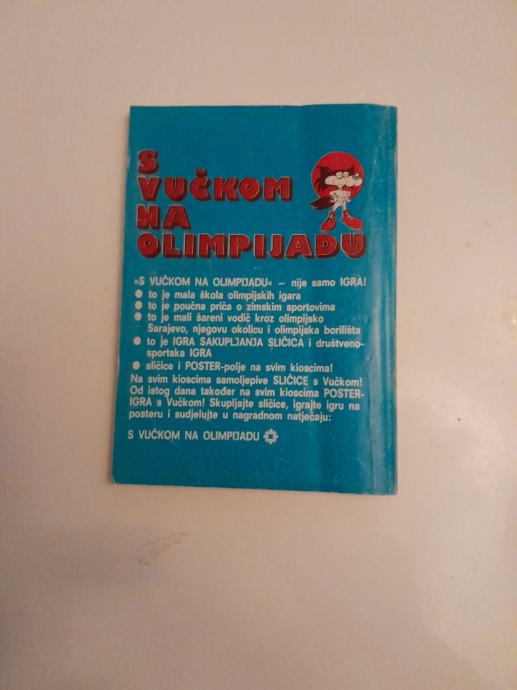 S
VUČKOM
NA
OLIMPIJADU
»S VUČKOM NA OLIMPIJADU« — nije samo IGRA!
● to je mala škola olimpijskih igara
● to je poučna priča o zimskim sportovima
● to je mali šareni vodič kroz olimpijsko
Sarajevo, njegovu okolicu i olimpijska borilišta
● to je IGRA SAKUPLJANJA SLIČICA i društveno-
sportska IGRA
● sličice i POSTER-polje na svim kioscima!
Na svim kioscima samoljepive SLIČICE s Vučkom!
Od istog dana također na svim kioscima POSTER-
IGRA s Vučkom! Skupljajte sličice, igrajte igru na
posteru i sudjelujte u nagradnom natječaju:
S VUČKOM NA OLIMPIJADU